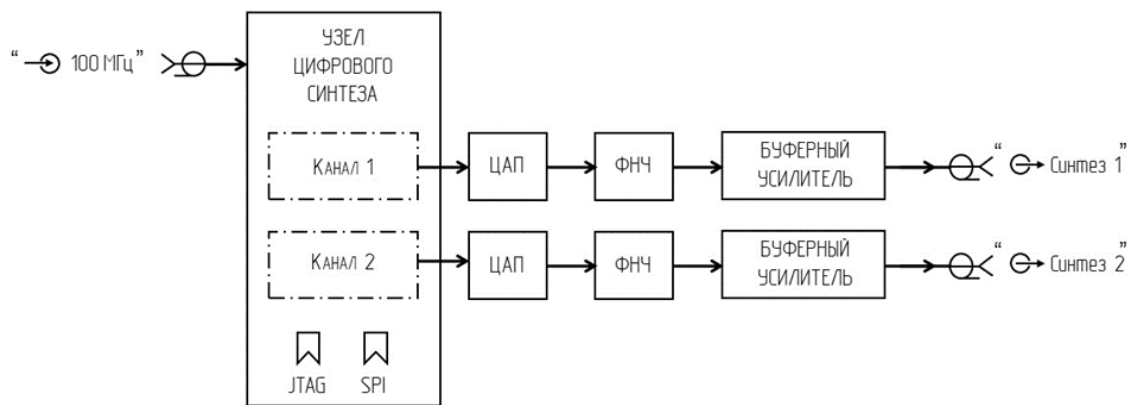 “ 100 МГц”
УЗЕЛ
ЦИФРОВОГО
СИНТЕЗА
Канал 1
ЦАП
ФНЧ
БУФЕРНЫЙ
УСИЛИТЕЛЬ
“ Синтез 1”
Канал 2
ЦАП
ФНЧ
БУФЕРНЫЙ
УСИЛИТЕЛЬ
“ Синтез 2”
JTAG SPI